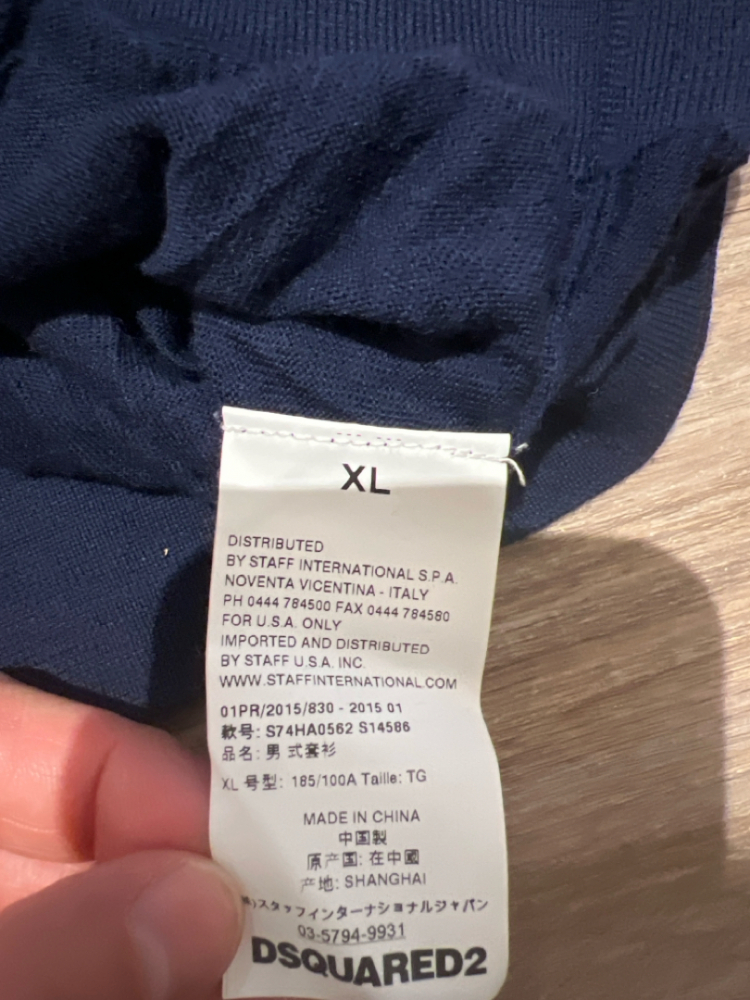 XL
DISTRIBUTED
BY STAFF INTERNATIONAL S.P.A.
NOVENTA VICENTINA - ITALY
PH 0444 784500 FAX 0444 784580
FOR U.S.A. ONLY
IMPORTED AND DISTRIBUTED
BY STAFF U.S.A. INC.
WWW.STAFFINTERNATIONAL.COM
01PR/2015/830 - 2015 01
款号: S74HA0562 S14586
品名: 男 式套衫
XL 号型: 185/100A Taille: TG
MADE IN CHINA
中国製
原产国: 在中國
产地: SHANGHAI
)スタッフインターナショナルジャパン
03-5794-9931
DSQUARED2